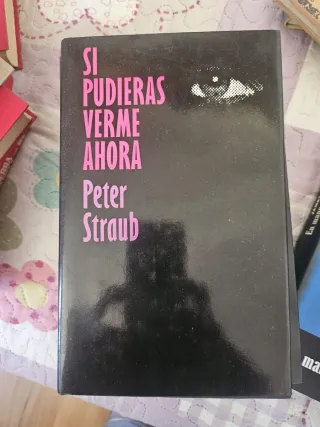 SI
PUDIERAS
VERME
AHORA
Peter
Straub